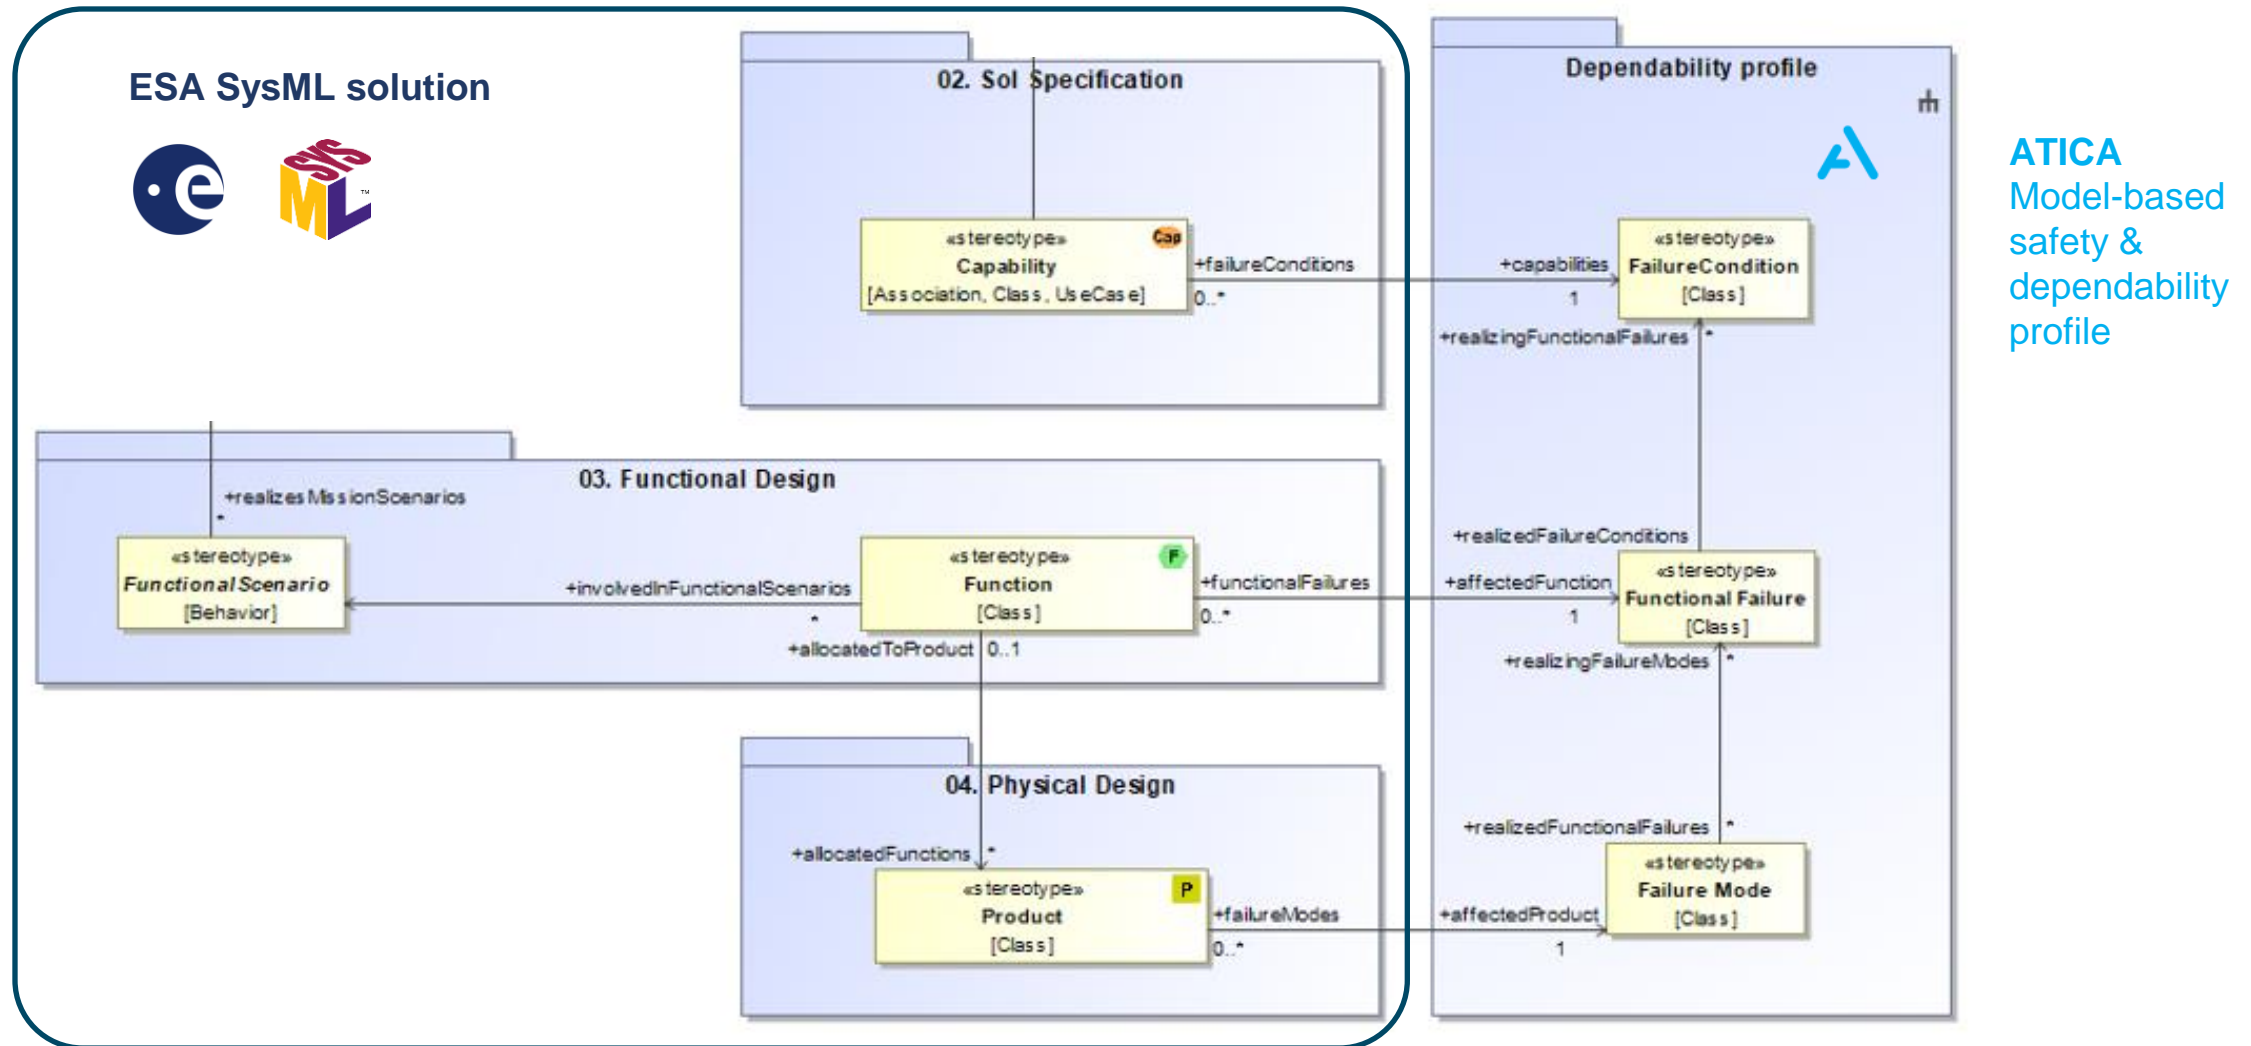 ESA SysML solution
SYS
ML
TM
e
02. SoI Specification
«stereotype»
Cap
Capability
[Association, Class, UseCase]
+failureConditions
0..*
Dependability profile
+capabilities
1
«stereotype»
FailureCondition
[Class]
+realizingFunctionalFailures
*
ATICA
Model-based
safety &
dependability
profile
03. Functional Design
+realizesMissionScenarios
*
«stereotype»
FunctionalScenario
[Behavior]
+involvedInFunctionalScenarios
*
«stereotype»
F
Function
[Class]
+functionalFailures
0..*
+allocatedToProduct
0..1
+realizedFailureConditions
+affectedFunction
1
«stereotype»
Functional Failure
[Class]
+realizingFailureModes
*
04. Physical Design
+allocatedFunctions
*
«stereotype»
P
Product
[Class]
+failureModes
0..*
+realizedFunctionalFailures
*
+affectedProduct
1
«stereotype»
Failure Mode
[Class]